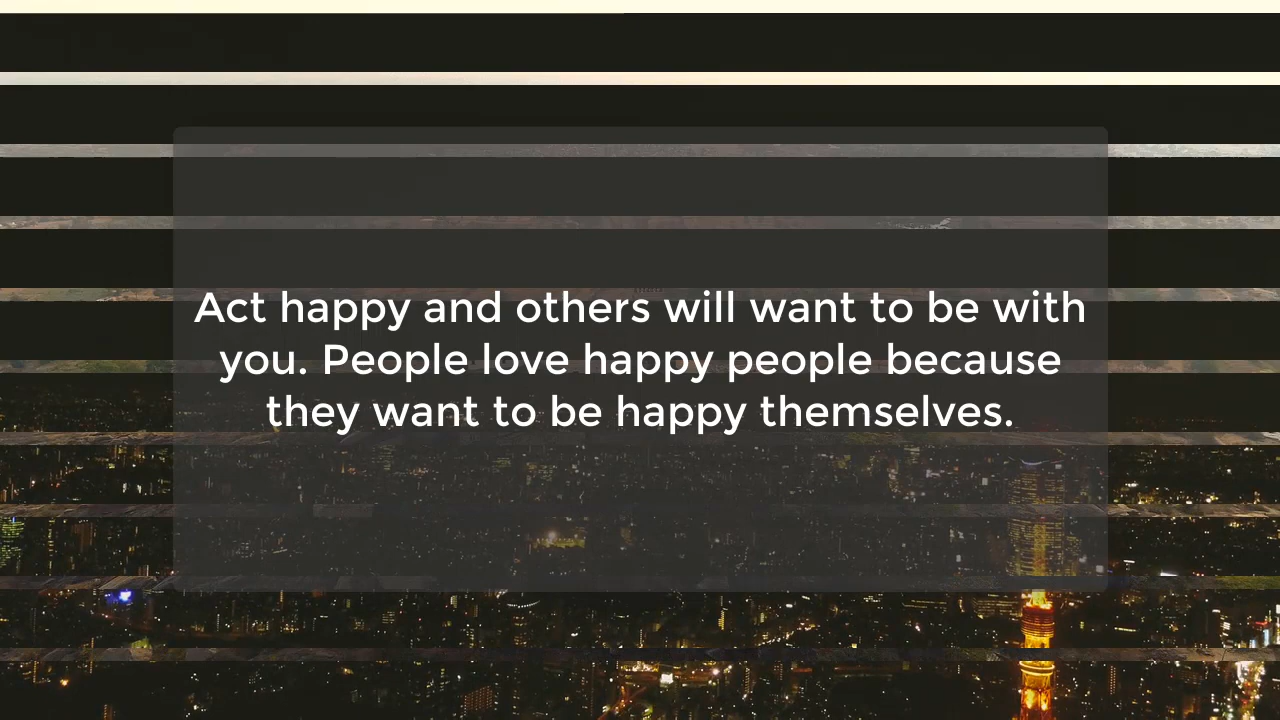 Act happy and others will want to be with
you. People love happy people because
they want to be happy themselves.